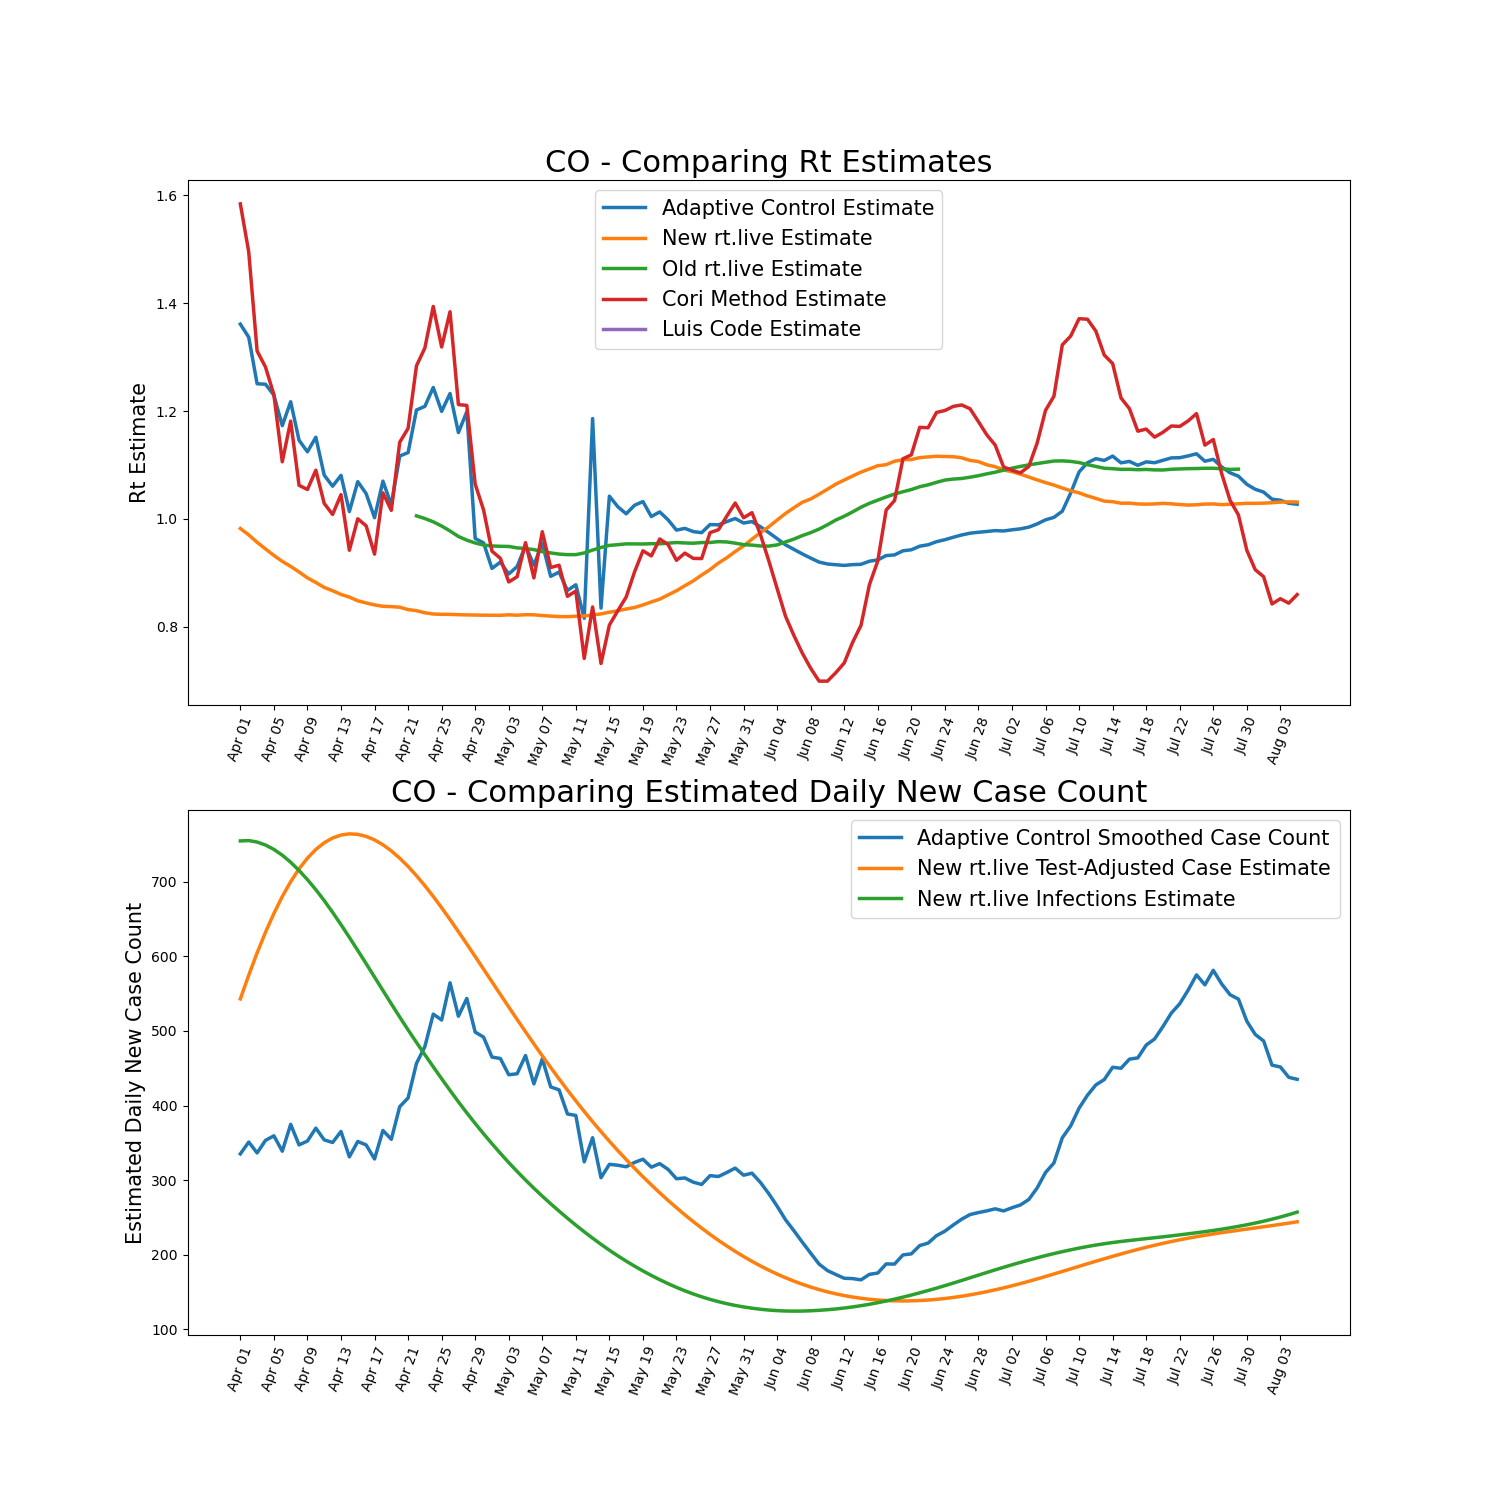 CO - Comparing Rt Estimates
Rt Estimate
1.6
1.4
1.2
1.0
0.8
Adaptive Control Estimate
New rt.live Estimate
Old rt.live Estimate
Cori Method Estimate
Luis Code Estimate
Apr 01
Apr 05
Apr 09
Apr 13
Apr 17
Apr 21
Apr 25
Apr 29
May 03
May 07
May 11
May 15
May 19
May 23
May 27
May 31
Jun 04
Jun 08
Jun 12
Jun 16
Jun 20
Jun 24
Jun 28
Jul 02
Jul 06
Jul 10
Jul 14
Jul 18
Jul 22
Jul 26
Jul 30
Aug 03
CO - Comparing Estimated Daily New Case Count
Estimated Daily New Case Count
700
600
500
400
300
200
100
Adaptive Control Smoothed Case Count
New rt.live Test-Adjusted Case Estimate
New rt.live Infections Estimate
Apr 01
Apr 05
Apr 09
Apr 13
Apr 17
Apr 21
Apr 25
Apr 29
May 03
May 07
May 11
May 15
May 19
May 23
May 27
May 31
Jun 04
Jun 08
Jun 12
Jun 16
Jun 20
Jun 24
Jun 28
Jul 02
Jul 06
Jul 10
Jul 14
Jul 18
Jul 22
Jul 26
Jul 30
Aug 03